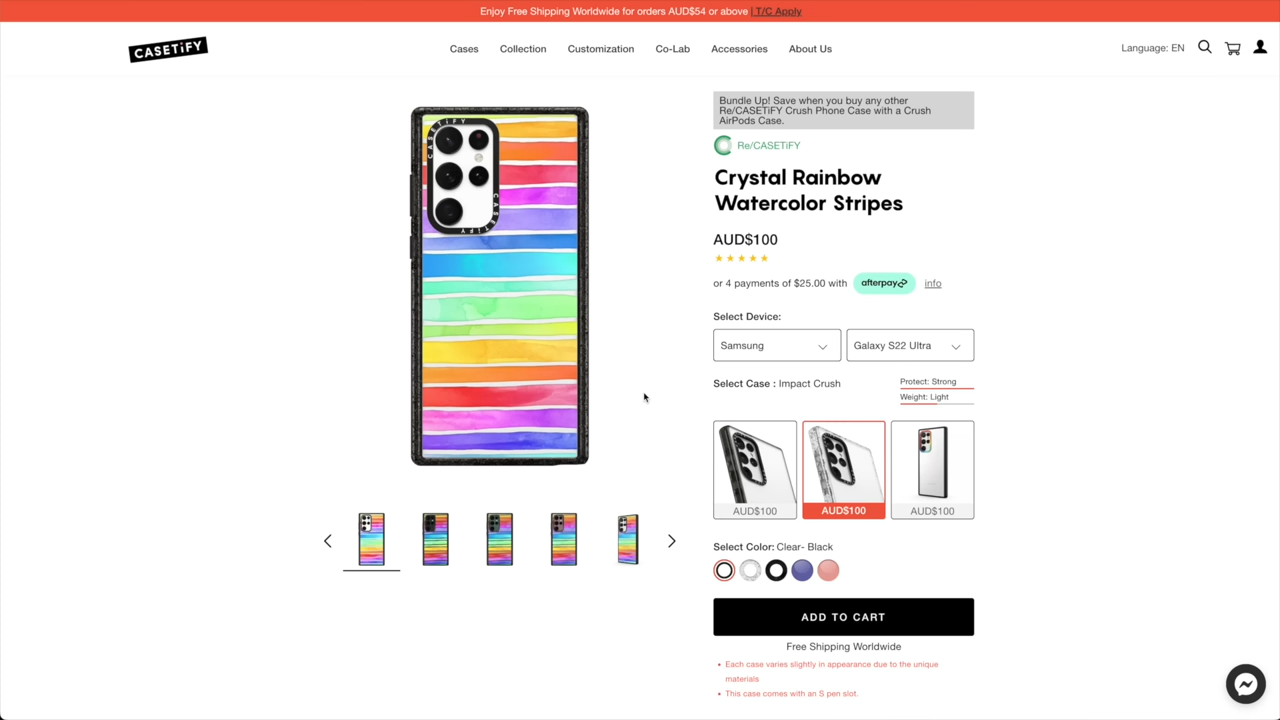 Enjoy Free Shipping Worldwide for orders AUD$54 or above | T/C Apply
CASETiFY
Cases
Collection
Customization
Co-Lab
Accessories
About Us
Language: EN
CASETiFY
CASETiFY
Bundle Up! Save when you buy any other
Re/CASETiFY Crush Phone Case with a Crush
AirPods Case.
Re/CASETiFY
Crystal Rainbow
Watercolor Stripes
AUD$100
or 4 payments of $25.00 with afterpay info
Select Device:
Samsung
Galaxy S22 Ultra
Select Case : Impact Crush
Protect: Strong
Weight: Light
AUD$100
AUD$100
AUD$100
Select Color: Clear- Black
ADD TO CART
Free Shipping Worldwide
• Each case varies slightly in appearance due to the unique
materials
• This case comes with an S pen slot.